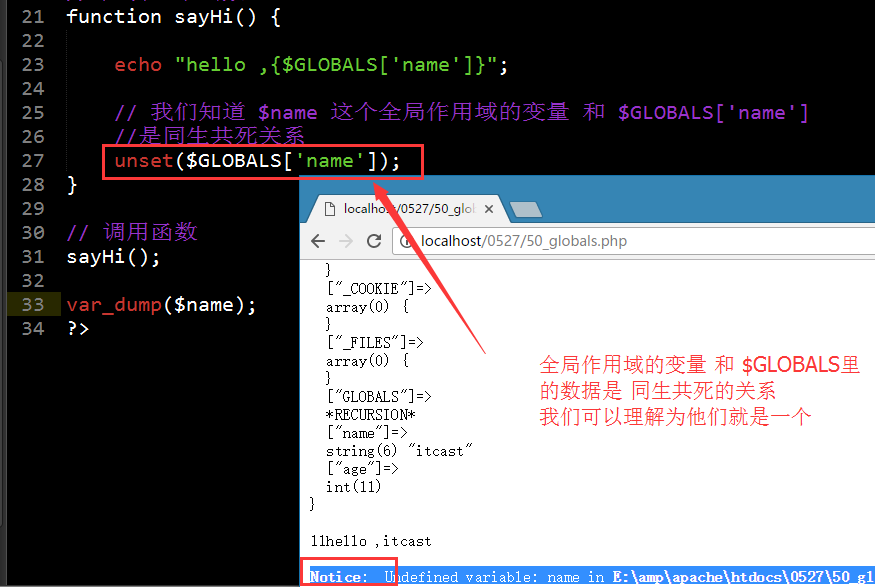 21 function sayHi() {
22
23 echo "hello ,{$GLOBALS['name']}";
24
25 // 我们知道 $name 这个全局作用域的变量 和 $GLOBALS['name']
26 //是同生共死关系
27 unset($GLOBALS['name']);
28 }
29
30 // 调用函数
31 sayHi();
32
33 var_dump($name);
34 ?>
localhost/0527/50_glo
localhost/0527/50_globals.php
}
["_COOKIE"]=>
array(0) {
}
["_FILES"]=>
array(0) {
}
["GLOBALS"]=>
*RECURSION*
["name"]=>
string(6) "itcast"
["age"]=>
int(11)
}
11hello ,itcast
Notice: Undefined variable: name in E:\amp\apache\htdocs\0527\50_gl
全局作用域的变量 和 $GLOBALS里
的数据是 同生共死的关系
我们可以理解为他们就是一个